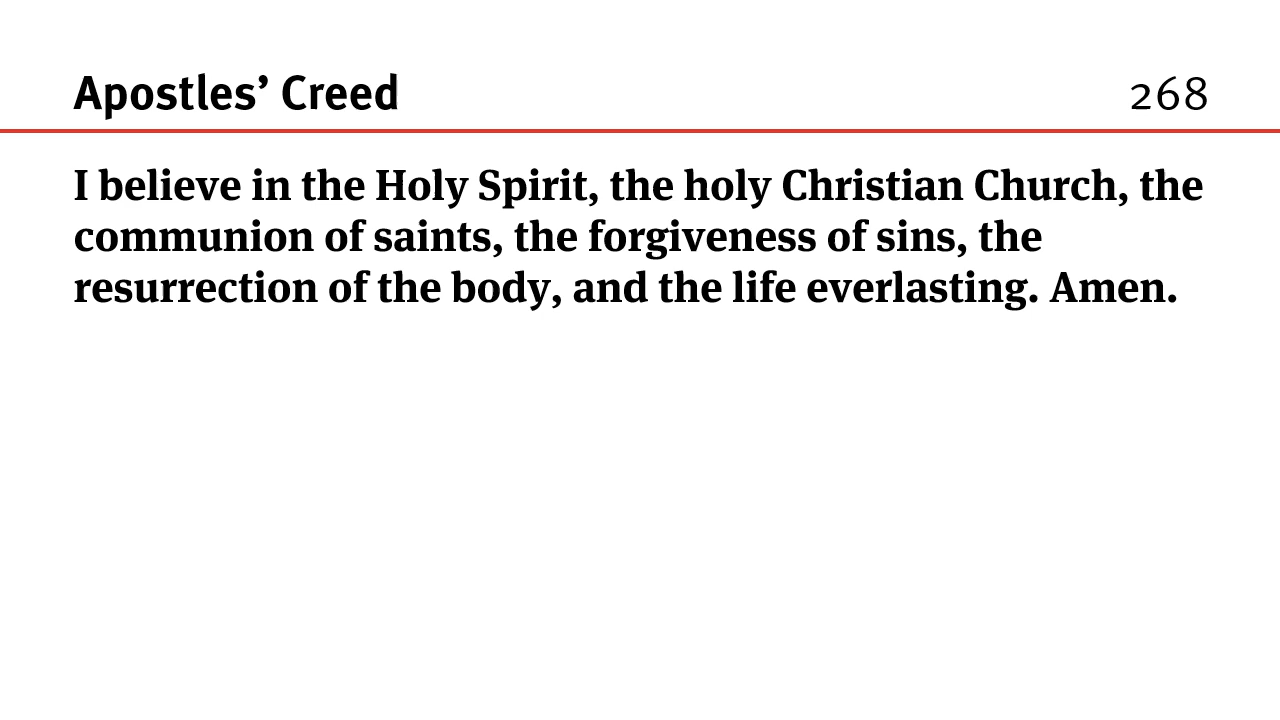 Apostles’ Creed 268
I believe in the Holy Spirit, the holy Christian Church, the
communion of saints, the forgiveness of sins, the
resurrection of the body, and the life everlasting. Amen.